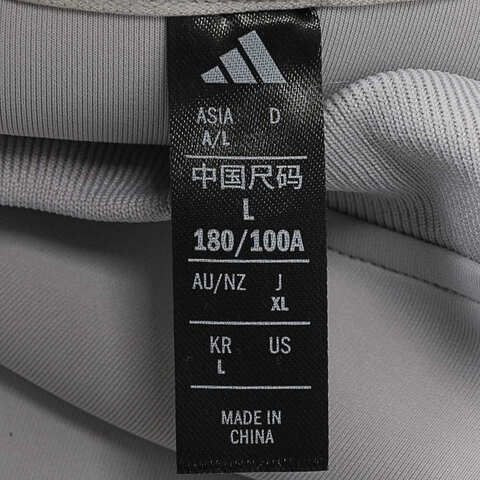 ASIA D
A/L
中国尺码
L
180/100A
AU/NZ J
XL
KR US
L
MADE IN
CHINA